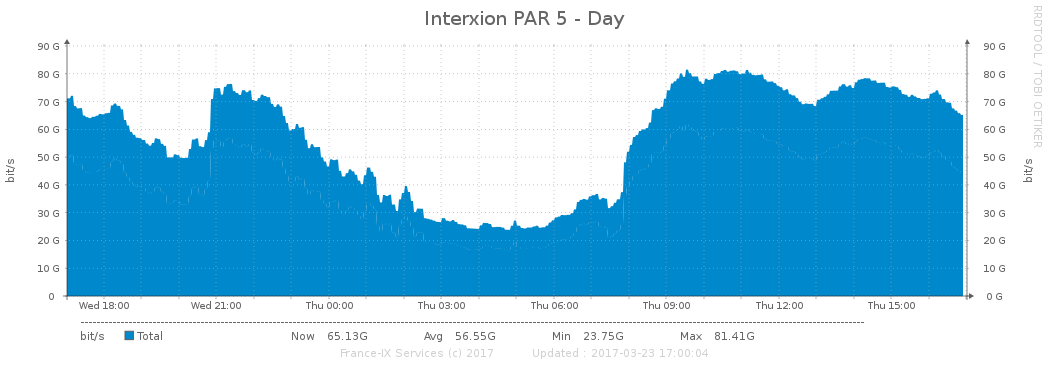 Interxion PAR 5 - Day
RRDTOOL / TOBI OETIKER
90 G 90 G
80 G 80 G
70 G 70 G
60 G 60 G
50 G 50 G
40 G 40 G
30 G 30 G
20 G 20 G
10 G 10 G
0 0 G
bit/s
bit/s
Wed 18:00 Wed 21:00 Thu 00:00 Thu 03:00 Thu 06:00 Thu 09:00 Thu 12:00 Thu 15:00
bit/s Total Now 65.13G Avg 56.55G Min 23.75G Max 81.41G
France-IX Services (c) 2017 Updated : 2017-03-23 17:00:04